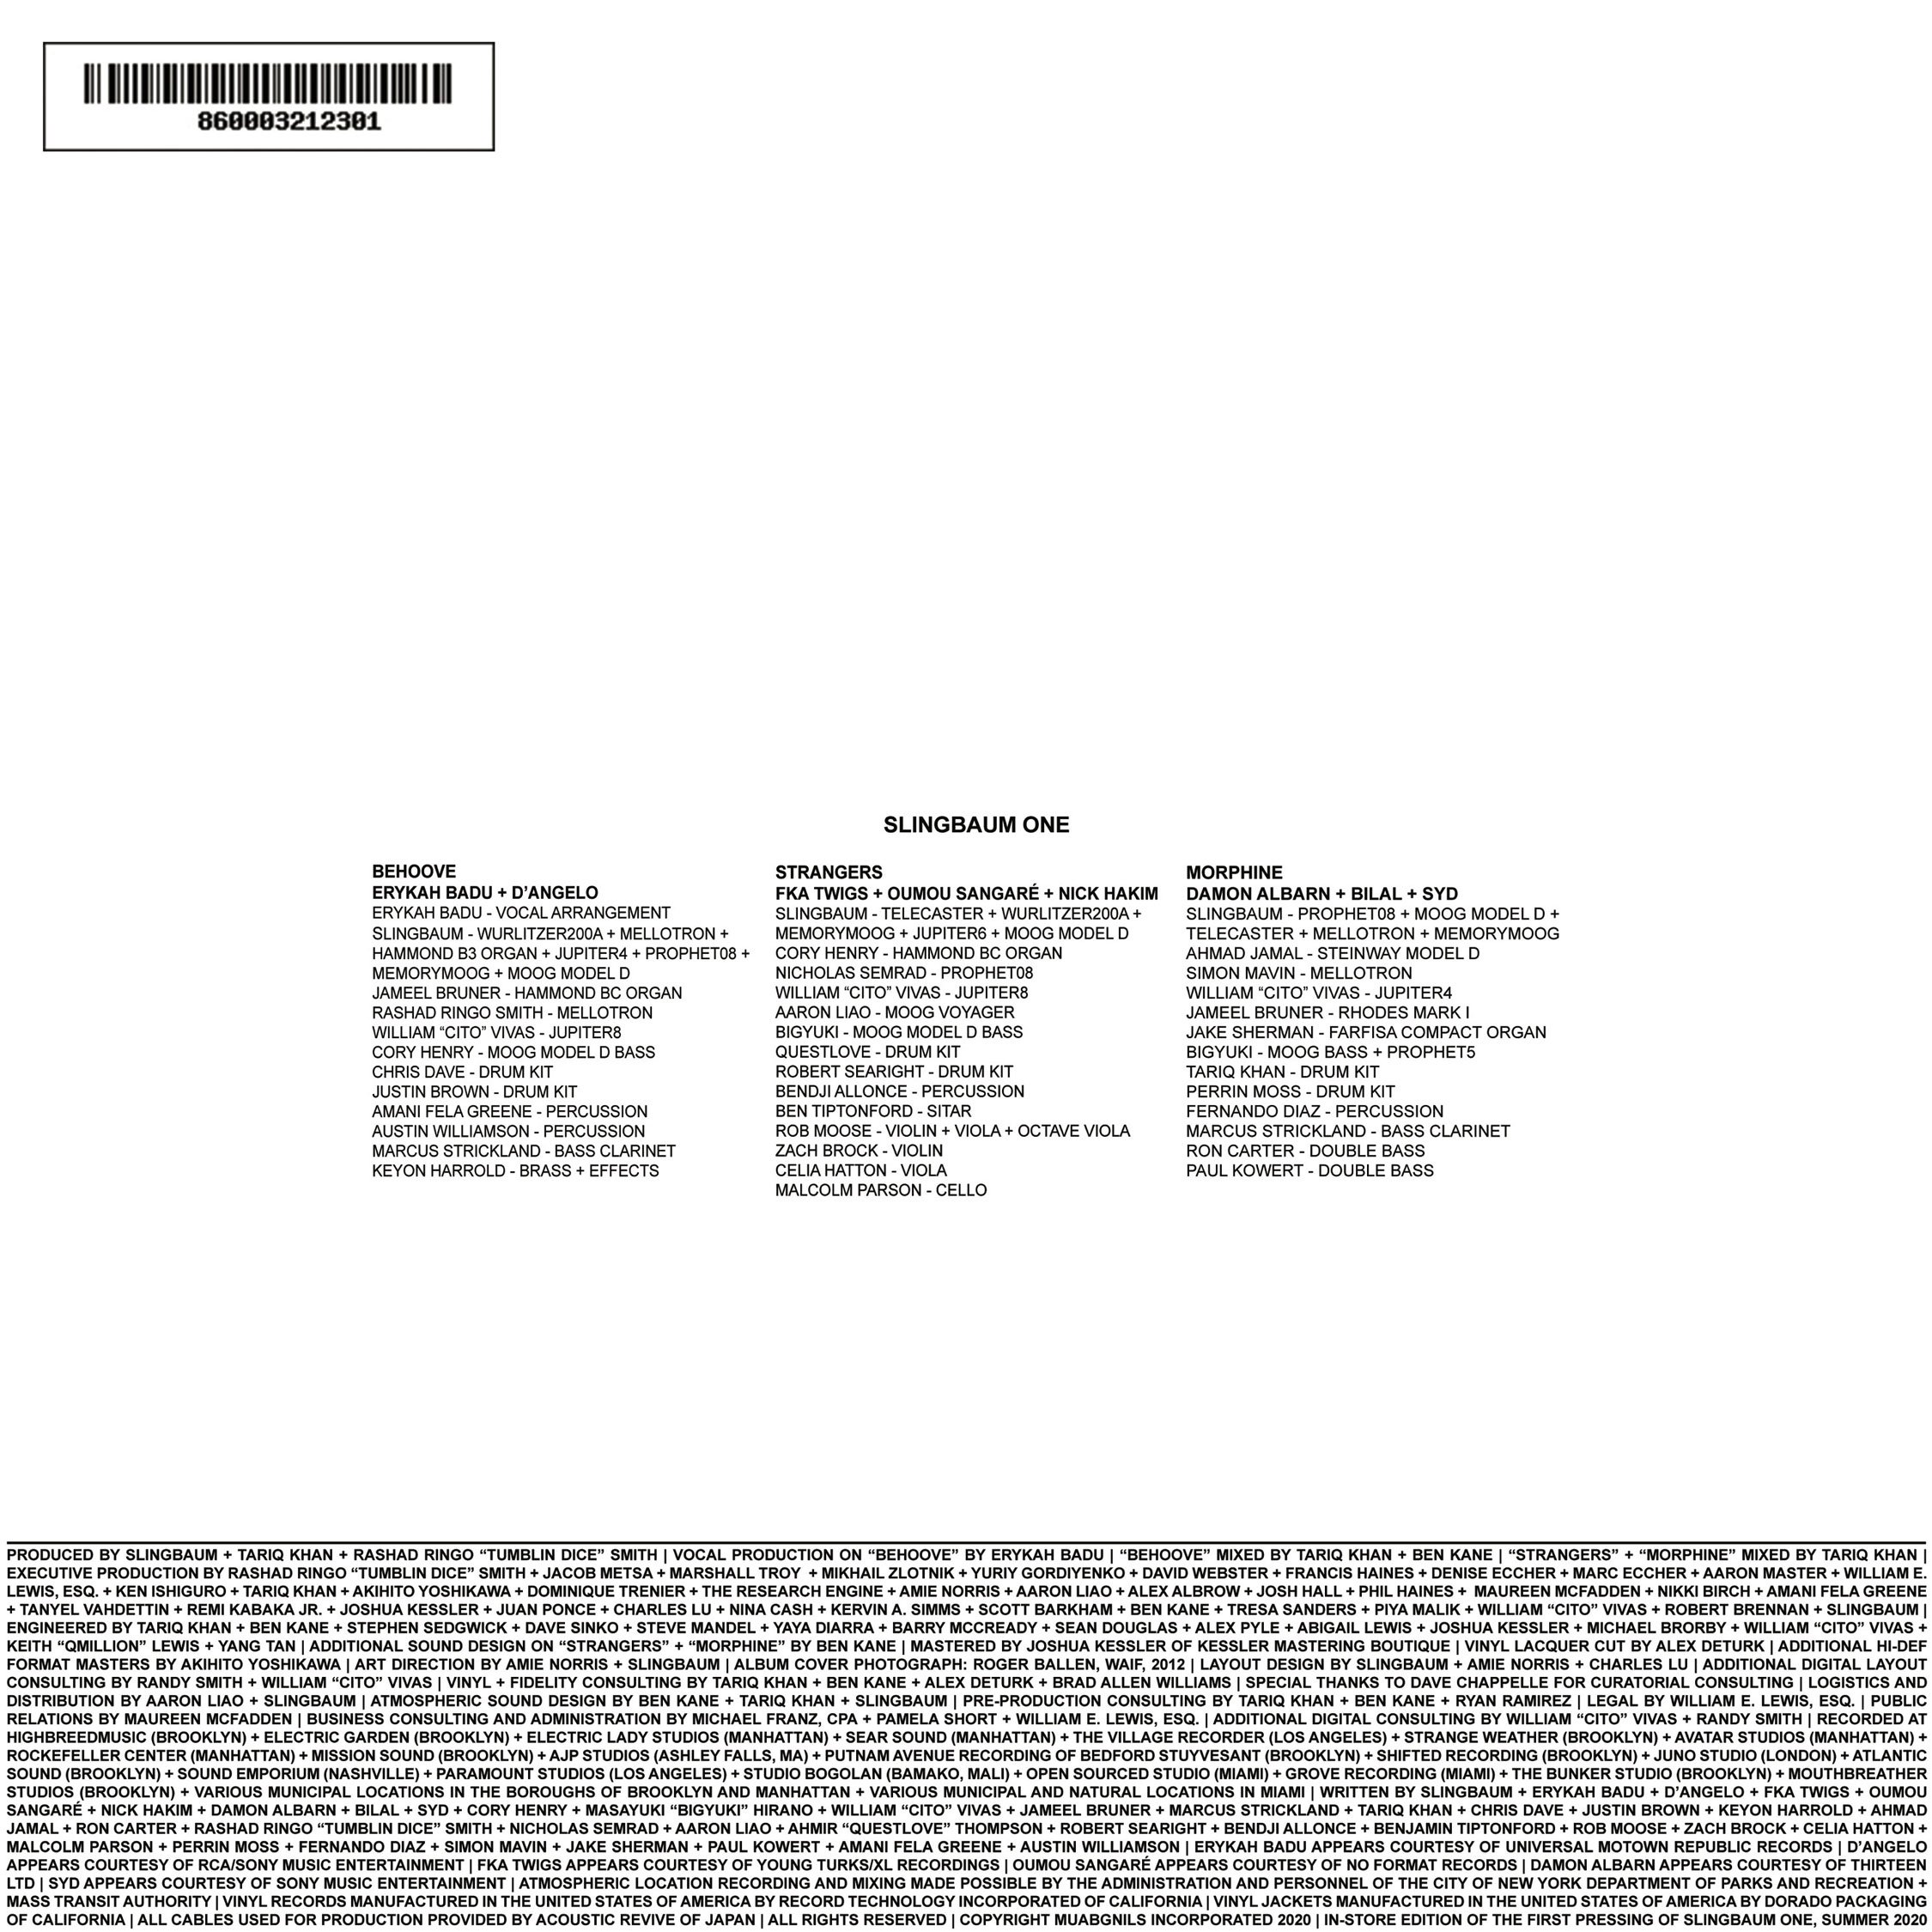 860003212301
SLINGBAUM ONE
BEHOOVE
ERYKAH BADU + D’ANGELO
ERYKAH BADU - VOCAL ARRANGEMENT
SLINGBAUM - WURLITZER200A + MELLOTRON +
HAMMOND B3 ORGAN + JUPITER4 + PROPHET08 +
MEMORYMOOG + MOOG MODEL D
JAMEEL BRUNER - HAMMOND BC ORGAN
RASHAD RINGO SMITH - MELLOTRON
WILLIAM “CITO” VIVAS - JUPITER8
CORY HENRY - MOOG MODEL D BASS
CHRIS DAVE - DRUM KIT
JUSTIN BROWN - DRUM KIT
AMANI FELA GREENE - PERCUSSION
AUSTIN WILLIAMSON - PERCUSSION
MARCUS STRICKLAND - BASS CLARINET
KEYON HARROLD - BRASS + EFFECTS
STRANGERS
FKA TWIGS + OUMOU SANGARÉ + NICK HAKIM
SLINGBAUM - TELECASTER + WURLITZER200A +
MEMORYMOOG + JUPITER6 + MOOG MODEL D
CORY HENRY - HAMMOND BC ORGAN
NICHOLAS SEMRAD - PROPHET08
WILLIAM “CITO” VIVAS - JUPITER8
AARON LIAO - MOOG VOYAGER
BIGYUKI - MOOG MODEL D BASS
QUESTLOVE - DRUM KIT
ROBERT SEARIGHT - DRUM KIT
BENDJI ALLONCE - PERCUSSION
BEN TIPTONFORD - SITAR
ROB MOOSE - VIOLIN + VIOLA + OCTAVE VIOLA
ZACH BROCK - VIOLIN
CELIA HATTON - VIOLA
MALCOLM PARSON - CELLO
MORPHINE
DAMON ALBARN + BILAL + SYD
SLINGBAUM - PROPHET08 + MOOG MODEL D +
TELECASTER + MELLOTRON + MEMORYMOOG
AHMAD JAMAL - STEINWAY MODEL D
SIMON MAVIN - MELLOTRON
WILLIAM “CITO” VIVAS - JUPITER4
JAMEEL BRUNER - RHODES MARK I
JAKE SHERMAN - FARFISA COMPACT ORGAN
BIGYUKI - MOOG BASS + PROPHET5
TARIQ KHAN - DRUM KIT
PERRIN MOSS - DRUM KIT
FERNANDO DIAZ - PERCUSSION
MARCUS STRICKLAND - BASS CLARINET
RON CARTER - DOUBLE BASS
PAUL KOWERT - DOUBLE BASS
PRODUCED BY SLINGBAUM + TARIQ KHAN + RASHAD RINGO “TUMBLIN DICE” SMITH | VOCAL PRODUCTION ON “BEHOOVE” BY ERYKAH BADU | “BEHOOVE” MIXED BY TARIQ KHAN + BEN KANE | “STRANGERS” + “MORPHINE” MIXED BY TARIQ KHAN |
EXECUTIVE PRODUCTION BY RASHAD RINGO “TUMBLIN DICE” SMITH + JACOB METSA + MARSHALL TROY + MIKHAIL ZLOTNIK + YURIY GORDIYENKO + DAVID WEBSTER + FRANCIS HAINES + DENISE ECCHER + MARC ECCHER + AARON MASTER + WILLIAM E.
LEWIS, ESQ. + KEN ISHIGURO + TARIQ KHAN + AKIHITO YOSHIKAWA + DOMINIQUE TRENIER + THE RESEARCH ENGINE + AMIE NORRIS + AARON LIAO + ALEX ALBROW + JOSH HALL + PHIL HAINES + MAUREEN MCFADDEN + NIKKI BIRCH + AMANI FELA GREENE
+ TANYEL VAHDETTIN + REMI KABAKA JR. + JOSHUA KESSLER + JUAN PONCE + CHARLES LU + NINA CASH + KERVIN A. SIMMS + SCOTT BARKHAM + BEN KANE + TRESA SANDERS + PIYA MALIK + WILLIAM “CITO” VIVAS + ROBERT BRENNAN + SLINGBAUM |
ENGINEERED BY TARIQ KHAN + BEN KANE + STEPHEN SEDGWICK + DAVE SINKO + STEVE MANDEL + YAYA DIARRA + BARRY MCCREADY + SEAN DOUGLAS + ALEX PYLE + ABIGAIL LEWIS + JOSHUA KESSLER + MICHAEL BRORBY + WILLIAM “CITO” VIVAS +
KEITH “QMILLION” LEWIS + YANG TAN | ADDITIONAL SOUND DESIGN ON “STRANGERS” + “MORPHINE” BY BEN KANE | MASTERED BY JOSHUA KESSLER OF KESSLER MASTERING BOUTIQUE | VINYL LACQUER CUT BY ALEX DETURK | ADDITIONAL HI-DEF
FORMAT MASTERS BY AKIHITO YOSHIKAWA | ART DIRECTION BY AMIE NORRIS + SLINGBAUM | ALBUM COVER PHOTOGRAPH: ROGER BALLEN, WAIF, 2012 | LAYOUT DESIGN BY SLINGBAUM + AMIE NORRIS + CHARLES LU | ADDITIONAL DIGITAL LAYOUT
CONSULTING BY RANDY SMITH + WILLIAM “CITO” VIVAS | VINYL + FIDELITY CONSULTING BY TARIQ KHAN + BEN KANE + ALEX DETURK + BRAD ALLEN WILLIAMS | SPECIAL THANKS TO DAVE CHAPPELLE FOR CURATORIAL CONSULTING | LOGISTICS AND
DISTRIBUTION BY AARON LIAO + SLINGBAUM | ATMOSPHERIC SOUND DESIGN BY BEN KANE + TARIQ KHAN + SLINGBAUM | PRE-PRODUCTION CONSULTING BY TARIQ KHAN + BEN KANE + RYAN RAMIREZ | LEGAL BY WILLIAM E. LEWIS, ESQ. | PUBLIC
RELATIONS BY MAUREEN MCFADDEN | BUSINESS CONSULTING AND ADMINISTRATION BY MICHAEL FRANZ, CPA + PAMELA SHORT + WILLIAM E. LEWIS, ESQ. | ADDITIONAL DIGITAL CONSULTING BY WILLIAM “CITO” VIVAS + RANDY SMITH | RECORDED AT
HIGHBREEDMUSIC (BROOKLYN) + ELECTRIC GARDEN (BROOKLYN) + ELECTRIC LADY STUDIOS (MANHATTAN) + SEAR SOUND (MANHATTAN) + THE VILLAGE RECORDER (LOS ANGELES) + STRANGE WEATHER (BROOKLYN) + AVATAR STUDIOS (MANHATTAN) +
ROCKEFELLER CENTER (MANHATTAN) + MISSION SOUND (BROOKLYN) + AJP STUDIOS (ASHLEY FALLS, MA) + PUTNAM AVENUE RECORDING OF BEDFORD STUYVESANT (BROOKLYN) + SHIFTED RECORDING (BROOKLYN) + JUNO STUDIO (LONDON) + ATLANTIC
SOUND (BROOKLYN) + SOUND EMPORIUM (NASHVILLE) + PARAMOUNT STUDIOS (LOS ANGELES) + STUDIO BOGOLAN (BAMAKO, MALI) + OPEN SOURCED STUDIO (MIAMI) + GROVE RECORDING (MIAMI) + THE BUNKER STUDIO (BROOKLYN) + MOUTHBREATHER
STUDIOS (BROOKLYN) + VARIOUS MUNICIPAL LOCATIONS IN THE BOROUGHS OF BROOKLYN AND MANHATTAN + VARIOUS MUNICIPAL AND NATURAL LOCATIONS IN MIAMI | WRITTEN BY SLINGBAUM + ERYKAH BADU + D’ANGELO + FKA TWIGS + OUMOU
SANGARÉ + NICK HAKIM + DAMON ALBARN + BILAL + SYD + CORY HENRY + MASAYUKI “BIGYUKI” HIRANO + WILLIAM “CITO” VIVAS + JAMEEL BRUNER + MARCUS STRICKLAND + TARIQ KHAN + CHRIS DAVE + JUSTIN BROWN + KEYON HARROLD + AHMAD
JAMAL + RON CARTER + RASHAD RINGO “TUMBLIN DICE” SMITH + NICHOLAS SEMRAD + AARON LIAO + AHMIR “QUESTLOVE” THOMPSON + ROBERT SEARIGHT + BENDJI ALLONCE + BENJAMIN TIPTONFORD + ROB MOOSE + ZACH BROCK + CELIA HATTON +
MALCOLM PARSON + PERRIN MOSS + FERNANDO DIAZ + SIMON MAVIN + JAKE SHERMAN + PAUL KOWERT + AMANI FELA GREENE + AUSTIN WILLIAMSON | ERYKAH BADU APPEARS COURTESY OF UNIVERSAL MOTOWN REPUBLIC RECORDS | D’ANGELO
APPEARS COURTESY OF RCA/SONY MUSIC ENTERTAINMENT | FKA TWIGS APPEARS COURTESY OF YOUNG TURKS/XL RECORDINGS | OUMOU SANGARÉ APPEARS COURTESY OF NO FORMAT RECORDS | DAMON ALBARN APPEARS COURTESY OF THIRTEEN
LTD | SYD APPEARS COURTESY OF SONY MUSIC ENTERTAINMENT | ATMOSPHERIC LOCATION RECORDING AND MIXING MADE POSSIBLE BY THE ADMINISTRATION AND PERSONNEL OF THE CITY OF NEW YORK DEPARTMENT OF PARKS AND RECREATION +
MASS TRANSIT AUTHORITY | VINYL RECORDS MANUFACTURED IN THE UNITED STATES OF AMERICA BY RECORD TECHNOLOGY INCORPORATED OF CALIFORNIA | VINYL JACKETS MANUFACTURED IN THE UNITED STATES OF AMERICA BY DORADO PACKAGING
OF CALIFORNIA | ALL CABLES USED FOR PRODUCTION PROVIDED BY ACOUSTIC REVIVE OF JAPAN | ALL RIGHTS RESERVED | COPYRIGHT MUABGNILS INCORPORATED 2020 | IN-STORE EDITION OF THE FIRST PRESSING OF SLINGBAUM ONE, SUMMER 2020